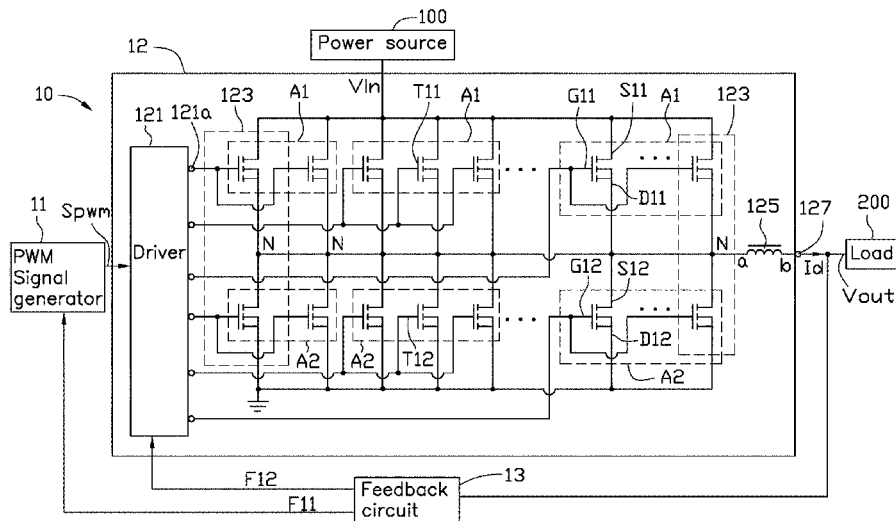 100
Power source
12
Vin
10
123
A1
T11
A1
G11
S11
A1
123
121
121a
D11
11
Spwm
125
127
200
PWM
Signal
generator
Driver
N
N
N
a
b
Id
Load
Vout
G12
S12
D12
A2
A2
T12
A2
F12
F11
Feedback
circuit
13